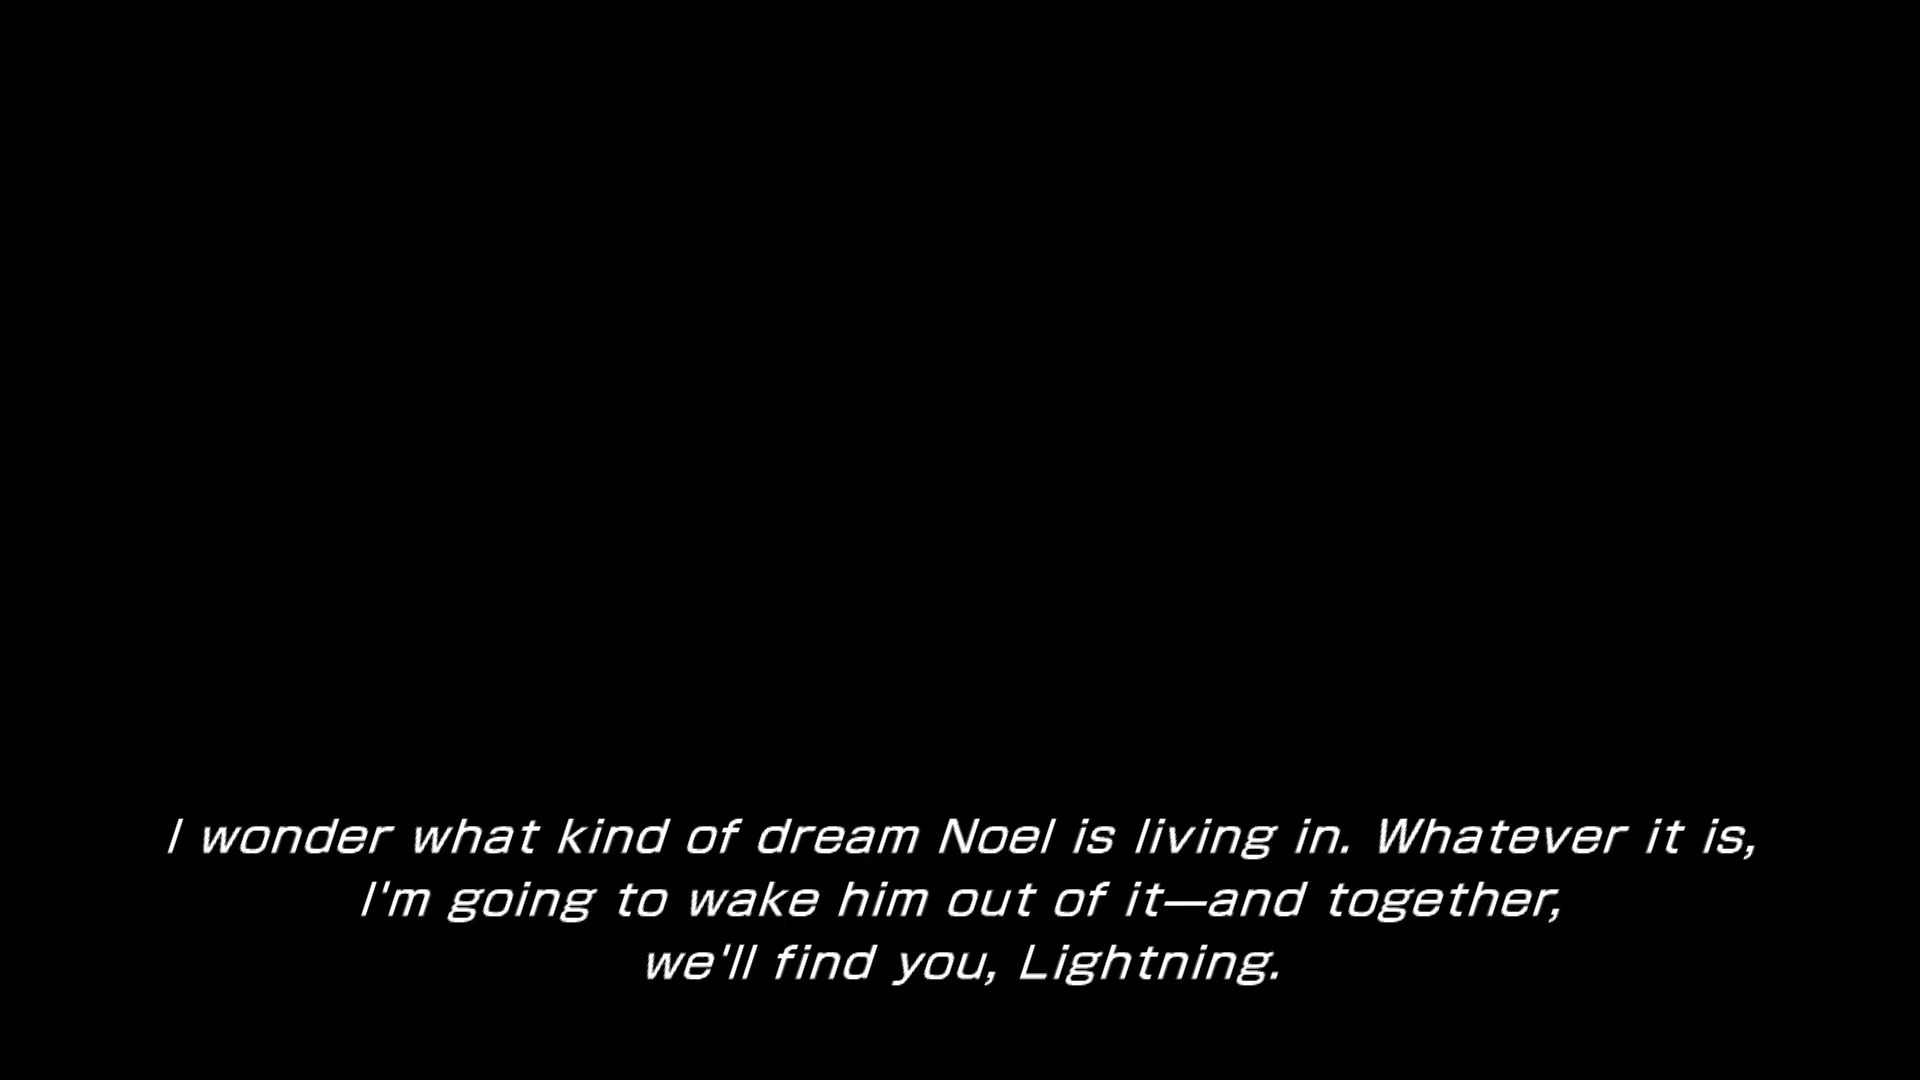 I wonder what kind of dream Noel is living in. Whatever it is,
I'm going to wake him out of it—and together,
we'll find you, Lightning.